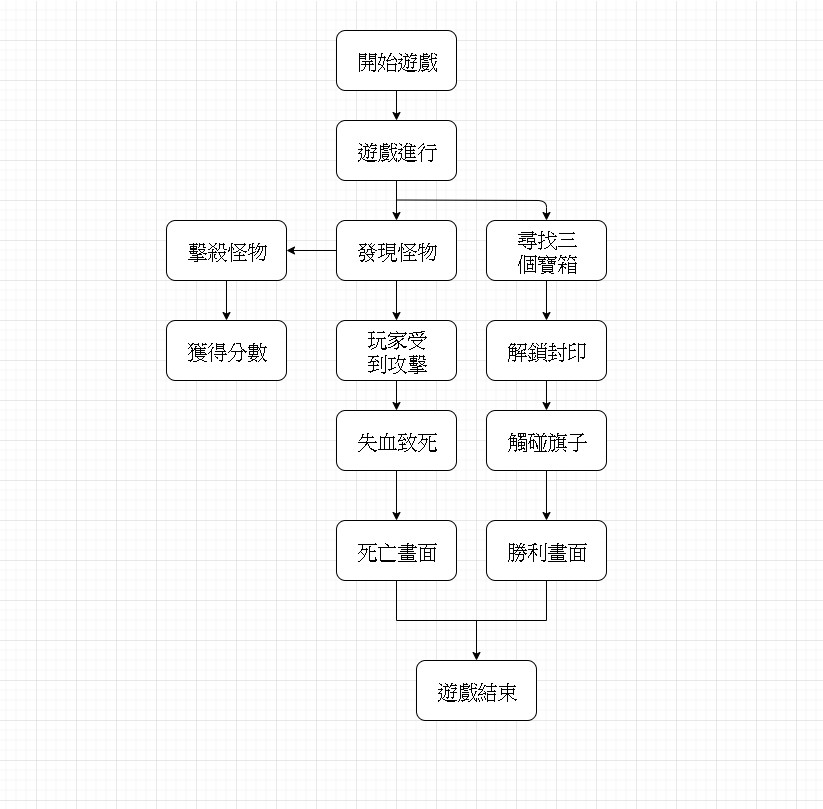 開始遊戲
遊戲進行
擊殺怪物
發現怪物
尋找三
個寶箱
獲得分數
玩家受
到攻擊
解鎖封印
失血致死
觸碰旗子
死亡畫面
勝利畫面
遊戲結束